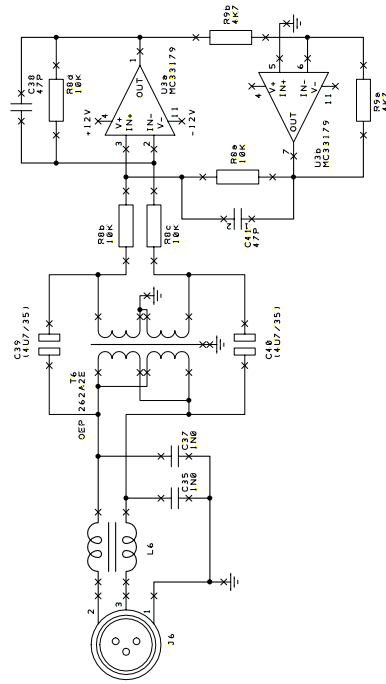 R9b
4K7
C38
47P
R8d
10K
1
OUT
U3a
MC33179
+12V
4
V+
IN+
IN-
V-
11
-12V
3
2
5
6
4
V+
IN+
IN-
V-
11
OUT
7
U3b
MC33179
R9a
4K7
R8a
10K
2
1
C41
47P
R8b
10K
R8c
10K
C39
(4U7/35)
C40
(4U7/35)
T6
OEP 262A2E
C37
1N0
C35
1N0
L6
2
3
1
J6